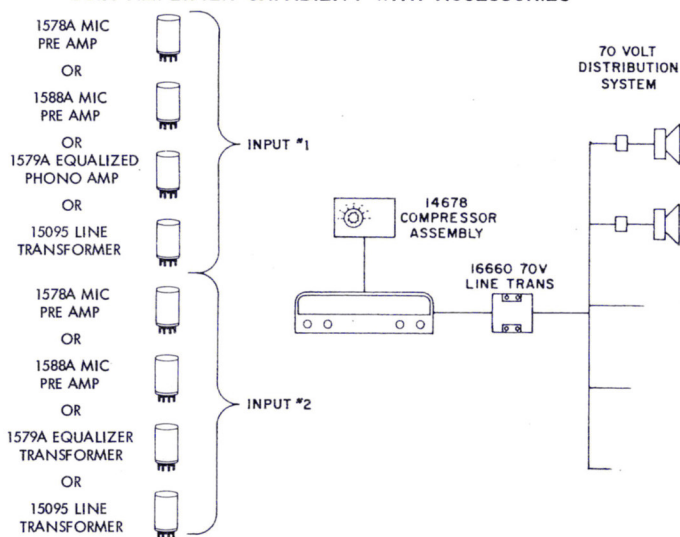 1578A MIC
PRE AMP
OR
1588A MIC
PRE AMP
OR
1579A EQUALIZED
PHONO AMP
OR
15095 LINE
TRANSFORMER
INPUT #1
1578A MIC
PRE AMP
OR
1588A MIC
PRE AMP
OR
1579A EQUALIZER
TRANSFORMER
OR
15095 LINE
TRANSFORMER
INPUT #2
14678
COMPRESSOR
ASSEMBLY
16660 70V
LINE TRANS
70 VOLT
DISTRIBUTION
SYSTEM